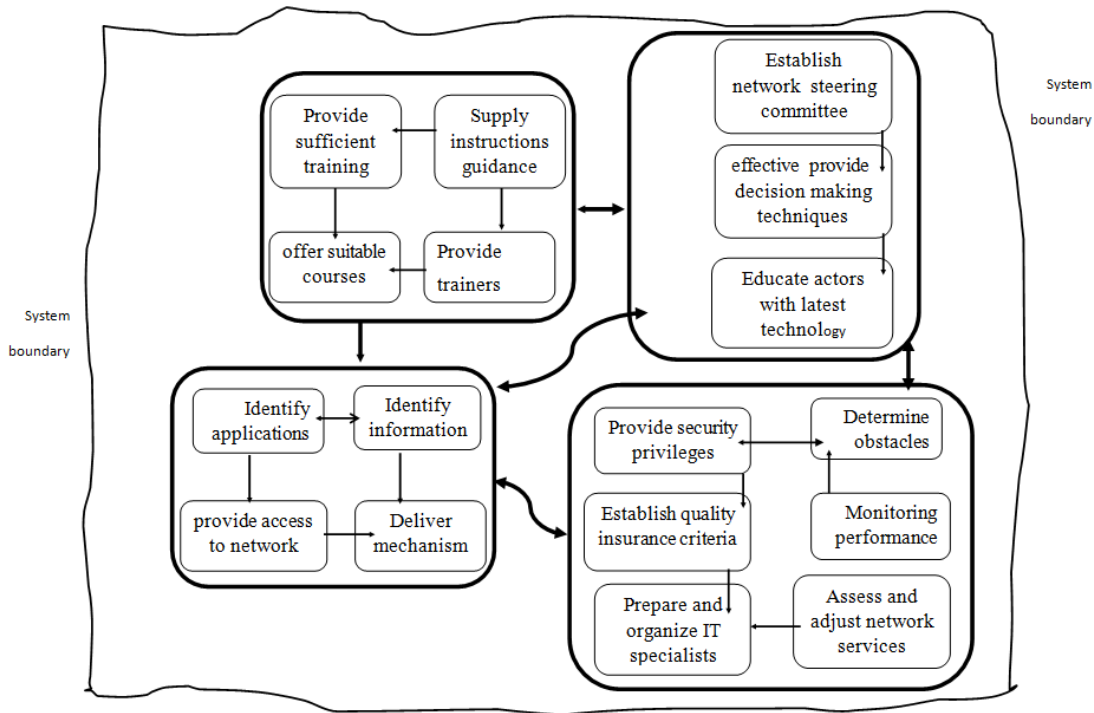 System
boundary
Establish
network steering
committee
effective provide
decision making
techniques
Educate actors
with latest
technology
Provide
sufficient
training
Supply
instructions
guidance
offer suitable
courses
Provide
trainers
System
boundary
Identify
applications
Identify
information
provide access
to network
Deliver
mechanism
Provide security
privileges
Determine
obstacles
Establish quality
insurance criteria
Monitoring
performance
Prepare and
organize IT
specialists
Assess and
adjust network
services